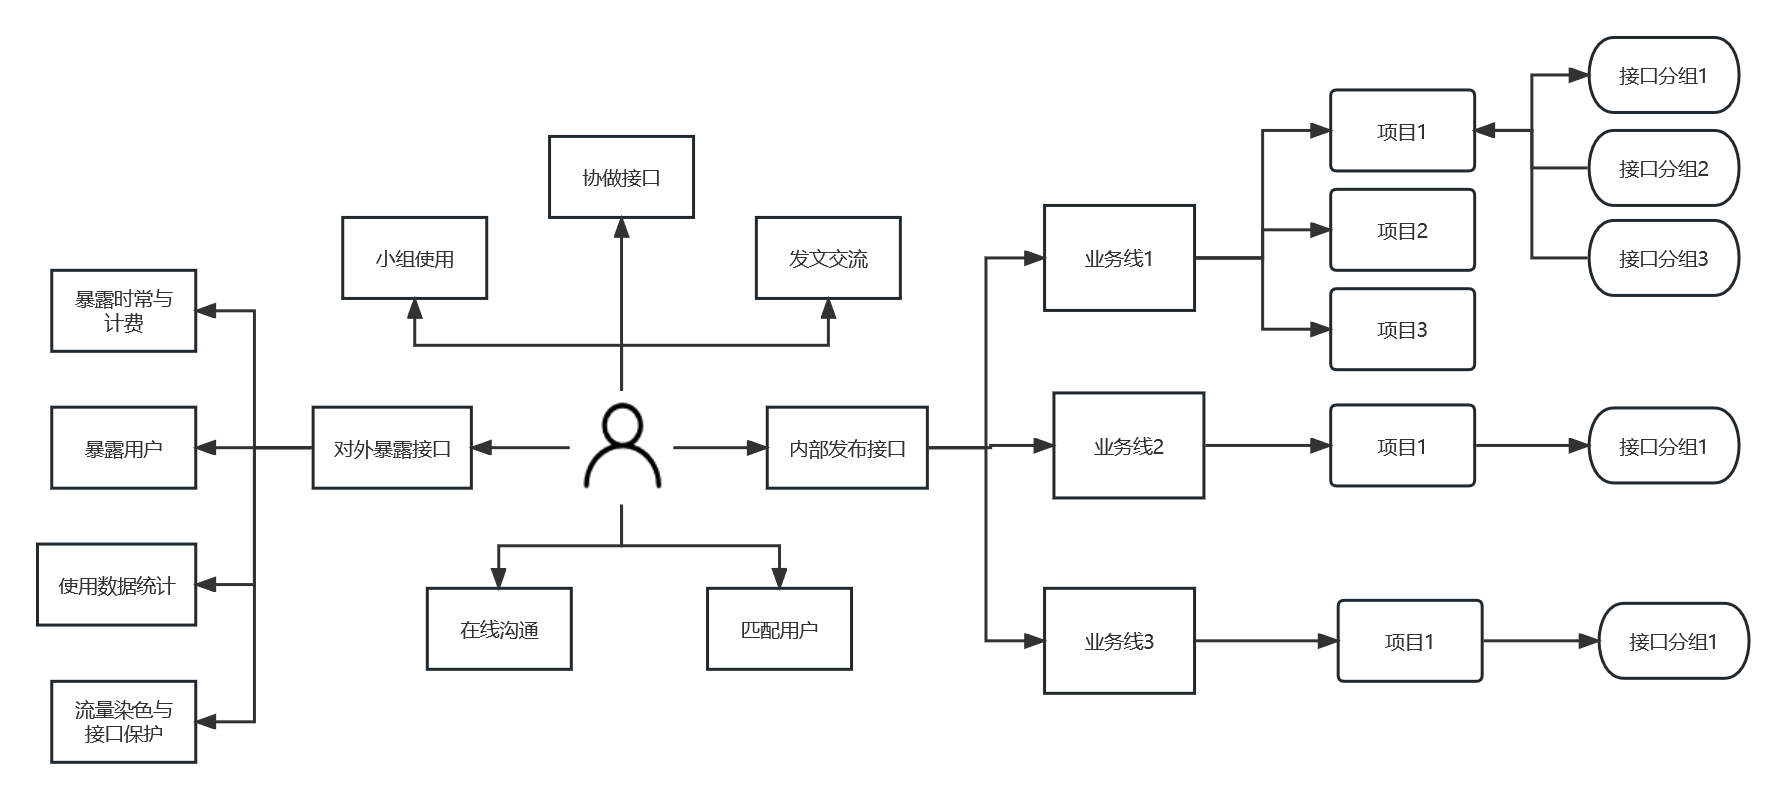 协做接口
小组使用
发文交流
暴露时常与
计费
暴露用户
使用数据统计
流量染色与
接口保护
对外暴露接口
内部发布接口
在线沟通
匹配用户
业务线1
业务线2
业务线3
项目1
项目2
项目3
项目1
项目1
接口分组1
接口分组2
接口分组3
接口分组1
接口分组1